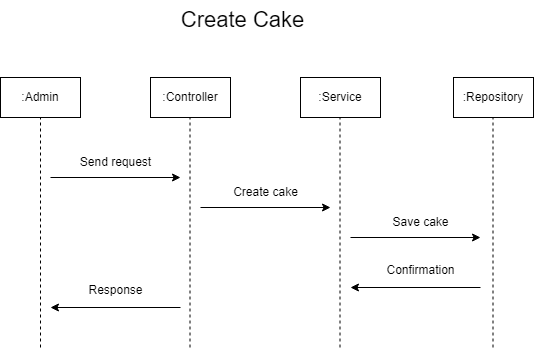 Create Cake
:Admin
:Controller
:Service
:Repository
Send request
Create cake
Save cake
Confirmation
Response